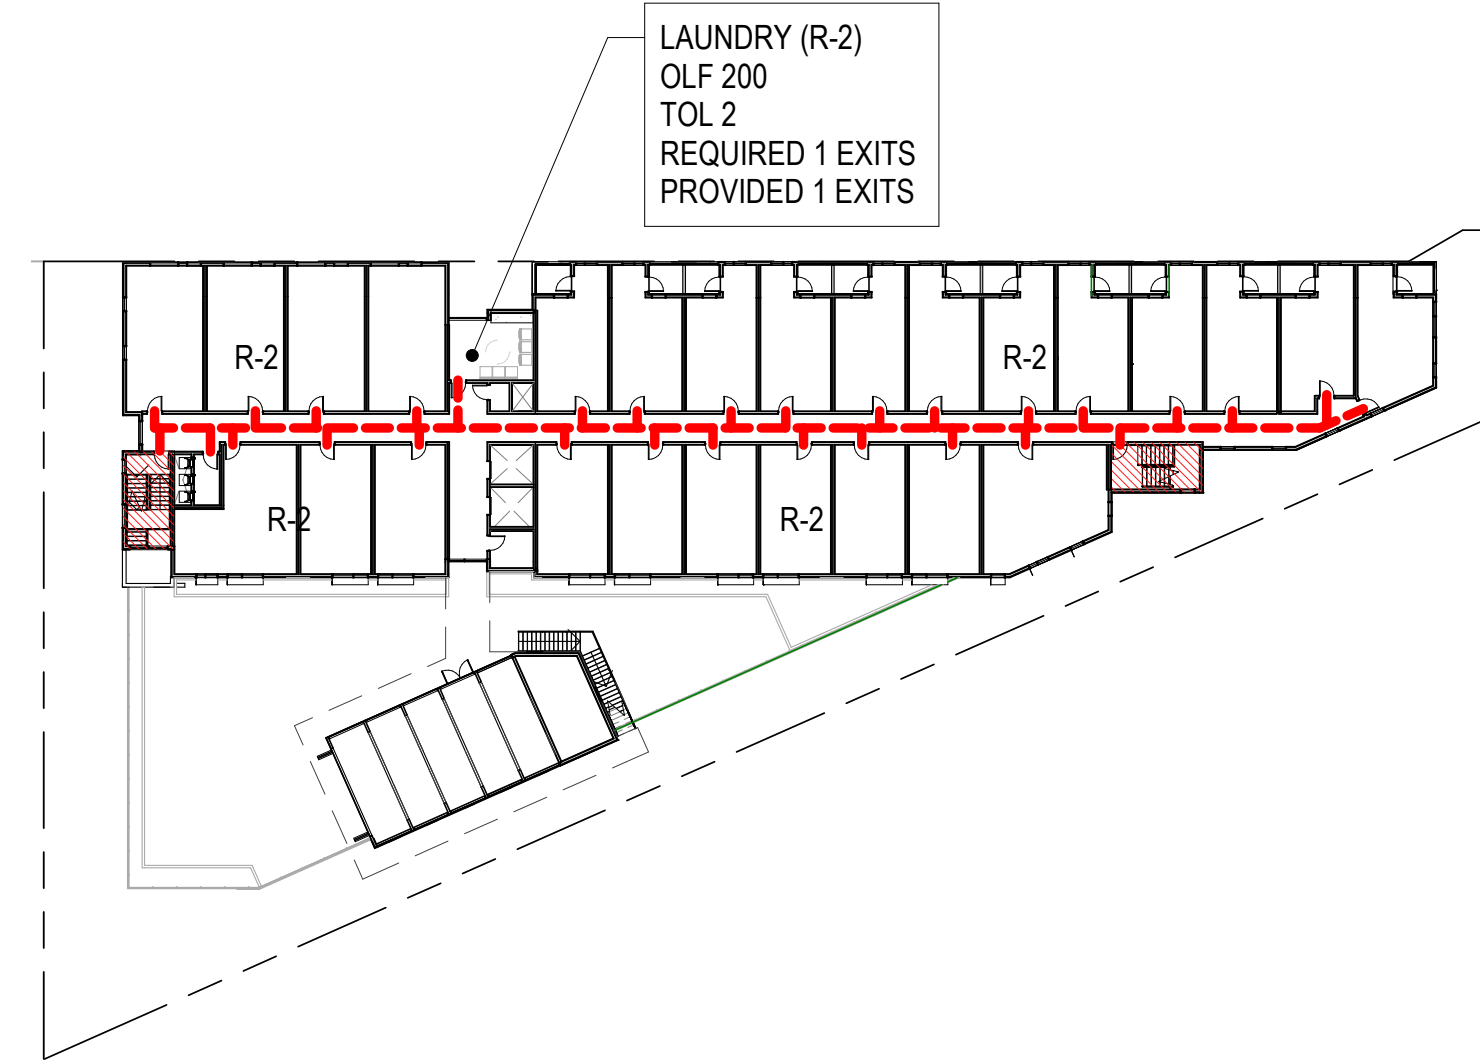 LAUNDRY (R-2)
OLF 200
TOL 2
REQUIRED 1 EXITS
PROVIDED 1 EXITS
R-2
R-2
R-2
R-2